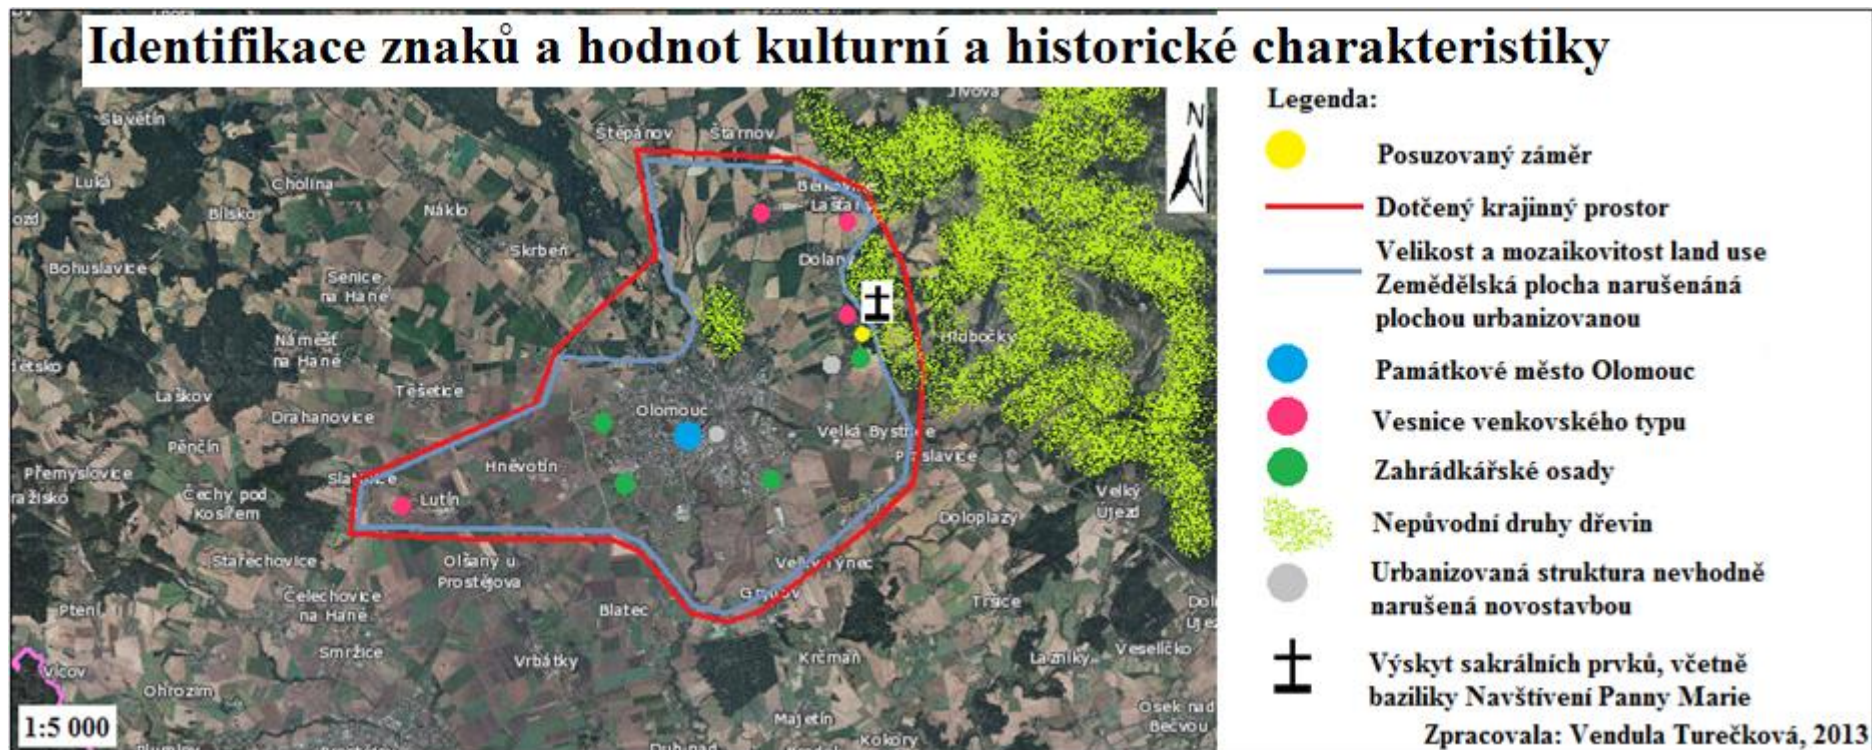 Identifikace znaků a hodnot kulturní a historické charakteristiky
Jívová
Slavětín
Štěpánov
Štarnov
N
Luká
Cholina
Bílsko
Náklo
Skrbeň
Dolany
Bohuslavice
Senice
na Hané
Náměšť
na Hané
Hlubočky
Laškov
Těšetice
Drahanovice
Olomouc
Pěnčín
Velká Bystřice
Přáslavice
Přemyslovice
Hněvotín
Slatinice
Čechy pod
Kosířem
Lutín
Velký
Újezd
Doloplazy
Stařechovice
Olšany u
Prostějova
Velký Týnec
Čelechovice
na Hané
Grygov
Ptení
Blatec
Tršice
Smržice
Vrbátky
Krčmaň
Lazníky
Veselíčko
Vícov
Ohrozim
Majetín
Osek nad
Bečvou
Kokory
1:5 000
Legenda:
Posuzovaný záměr
Dotčený krajinný prostor
Velikost a mozaikovitost land use
Zemědělská plocha narušenáná
plochou urbanizovanou
Památkové město Olomouc
Vesnice venkovského typu
Zahrádkářské osady
Nepůvodní druhy dřevin
Urbanizovaná struktura nevhodně
narušená novostavbou
Výskyt sakrálních prvků, včetně
baziliky Navštívení Panny Marie
Zpracovala: Vendula Turečková, 2013